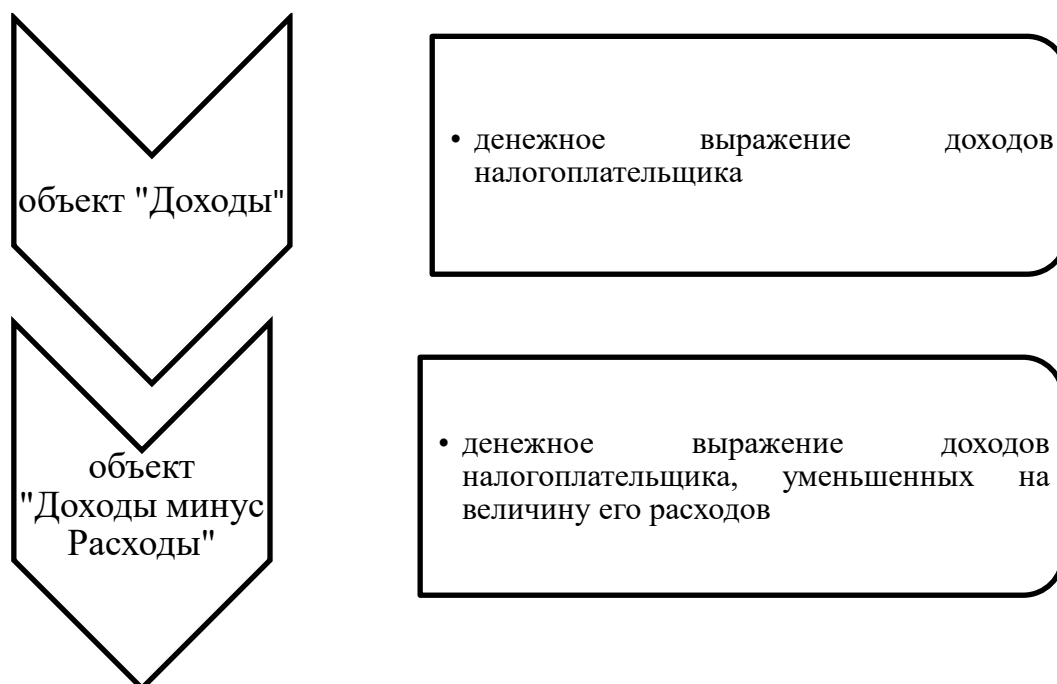 объект "Доходы"
• денежное выражение доходов
налогоплательщика
объект
"Доходы минус
Расходы"
• денежное выражение доходов
налогоплательщика, уменьшенных на
величину его расходов